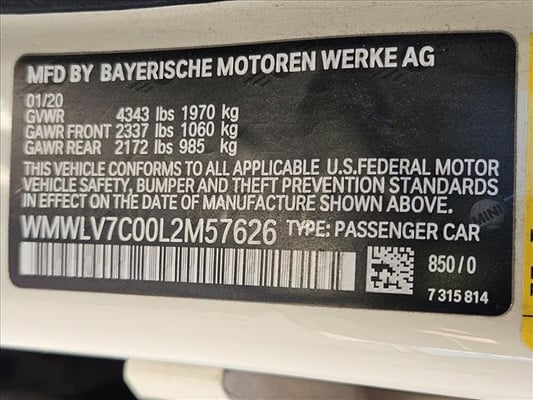 MFD BY BAYERISCHE MOTOREN WERKE AG
01/20
GVWR 4343 lbs 1970 kg
GAWR FRONT 2337 lbs 1060 kg
GAWR REAR 2172 lbs 985 kg
THIS VEHICLE CONFORMS TO ALL APPLICABLE U.S.FEDERAL MOTOR
VEHICLE SAFETY, BUMPER AND THEFT PREVENTION STANDARDS
IN EFFECT ON THE DATE OF MANUFACTURE SHOWN ABOVE.
MINI
WMWLV7C00L2M57626 TYPE: PASSENGER CAR
850/0
7 315 814